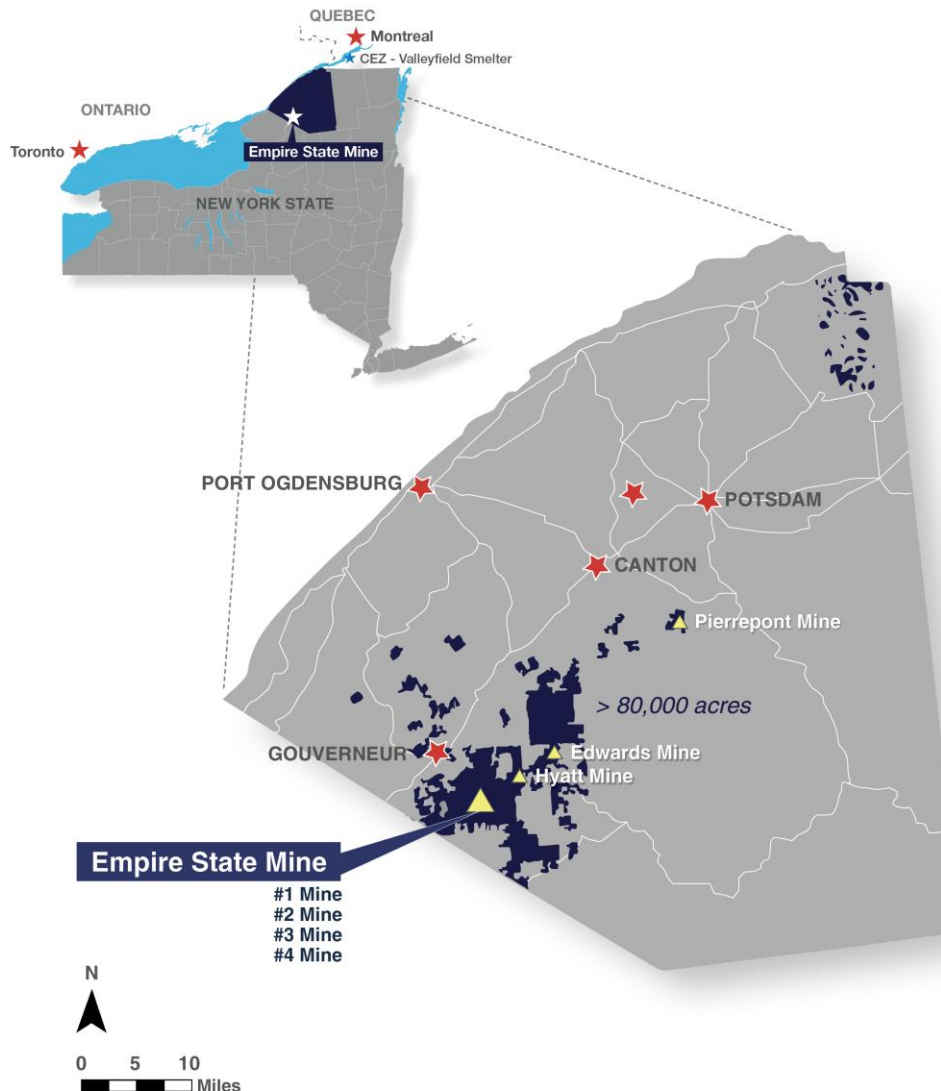 QUEBEC
Montreal
CEZ - Valleyfield Smelter
ONTARIO
Toronto
Empire State Mine
NEW YORK STATE
PORT OGDENSBURG
POTSDAM
CANTON
Pierrepont Mine
> 80,000 acres
GOUVERNEUR
Edwards Mine
Hyatt Mine
Empire State Mine
#1 Mine
#2 Mine
#3 Mine
#4 Mine
N
0 5 10
Miles